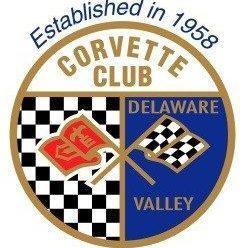 Established in 1958
CORVETTE
CLUB
DELAWARE
VALLEY